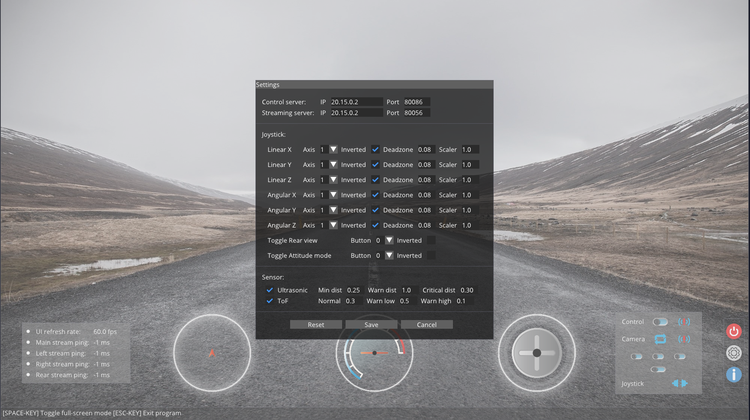 Settings
Control server: IP 20.15.0.2 Port 80086
Streaming server: IP 20.15.0.2 Port 80056
Joystick:
Linear X Axis 1 Inverted Deadzone 0.08 Scaler 1.0
Linear Y Axis 1 Inverted Deadzone 0.08 Scaler 1.0
Linear Z Axis 1 Inverted Deadzone 0.08 Scaler 1.0
Angular X Axis 1 Inverted Deadzone 0.08 Scaler 1.0
Angular Y Axis 1 Inverted Deadzone 0.08 Scaler 1.0
Angular Z Axis 1 Inverted Deadzone 0.08 Scaler 1.0
Toggle Rear view Button 0 Inverted
Toggle Attitude mode Button 0 Inverted
Sensor:
Ultrasonic Min dist 0.25 Warn dist 1.0 Critical dist 0.30
ToF Normal 0.3 Warn low 0.5 Warn high 0.1
Reset Save Cancel
UI refresh rate: 60.0 fps
Main stream ping: -1 ms
Left stream ping: -1 ms
Right stream ping: -1 ms
Rear stream ping: -1 ms
Control
Camera
Joystick
[SPACE-KEY] Toggle full-screen mode [ESC-KEY] Exit program